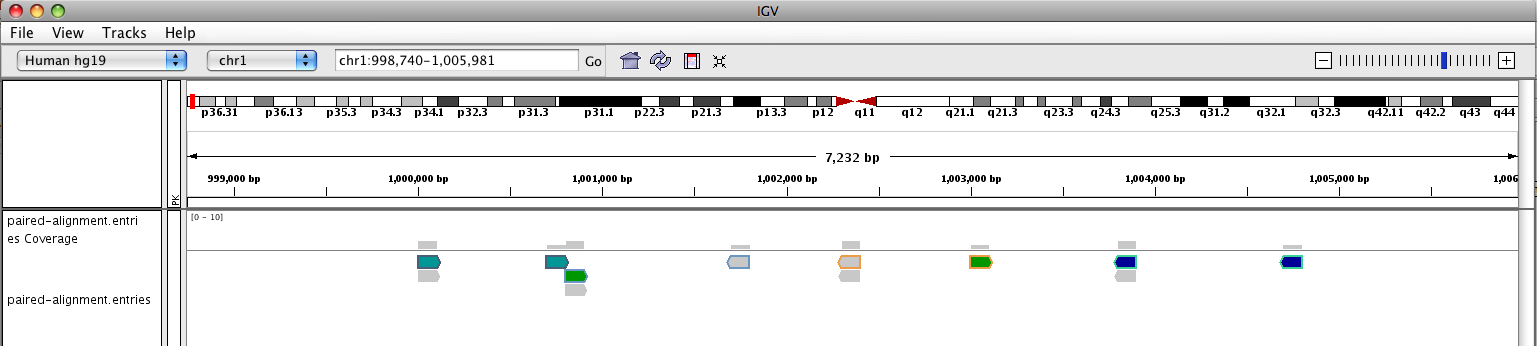 IGV
File View Tracks Help
Human hg19 chr1 chr1:998,740-1,005,981 Go
p36.31 p36.13 p35.3 p34.3 p34.1 p32.3 p31.3 p31.1 p22.3 p21.3 p13.3 p12 q11 q12 q21.1 q21.3 q23.3 q24.3 q25.3 q31.2 q32.1 q32.3 q42.11 q42.2 q43 q44
7,232 bp
999,000 bp 1,000,000 bp 1,001,000 bp 1,002,000 bp 1,003,000 bp 1,004,000 bp 1,005,000 bp 1,006
PK
paired-alignment.entri
es Coverage
[0 - 10]
paired-alignment.entries